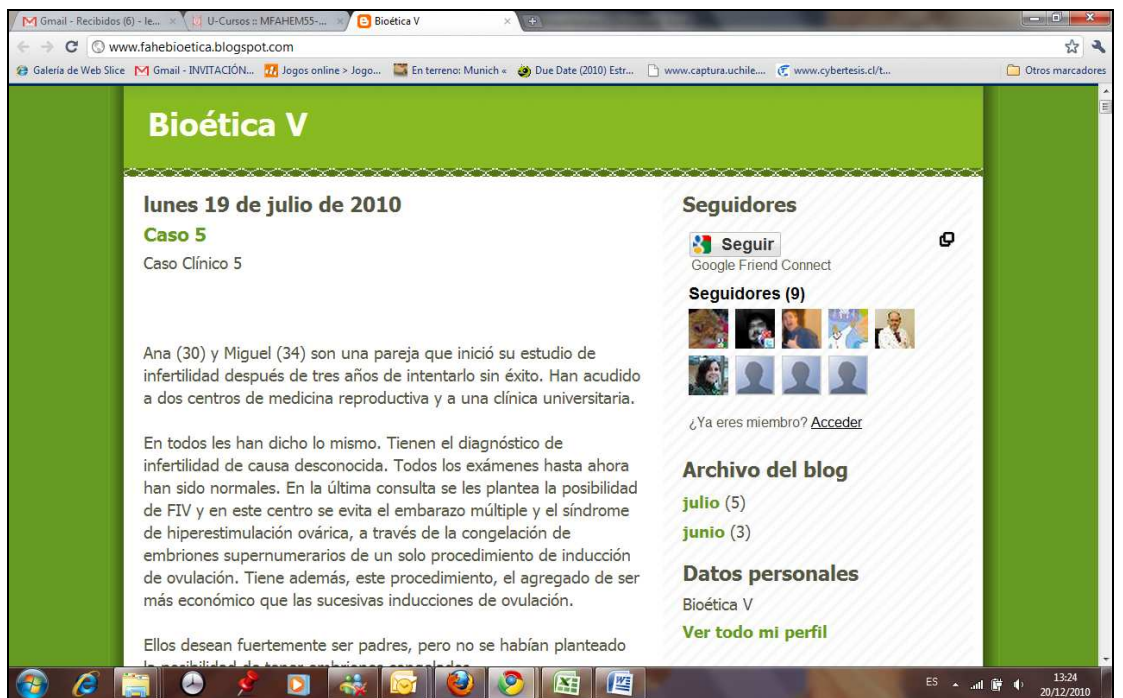 Gmail - Recibidos (6) - le...
U-Cursos :: MFAHEM55-...
Bioética V
www.fahebioetica.blogspot.com
Galería de Web Slice
Gmail - INVITACIÓN...
Jogos online > Jogo...
En terreno: Munich «
Due Date (2010) Estr...
www.captura.uchile....
www.cybertesis.cl/t...
Otros marcadores
Bioética V
lunes 19 de julio de 2010
Caso 5
Caso Clínico 5
Ana (30) y Miguel (34) son una pareja que inició su estudio de
infertilidad después de tres años de intentarlo sin éxito. Han acudido
a dos centros de medicina reproductiva y a una clínica universitaria.
En todos les han dicho lo mismo. Tienen el diagnóstico de
infertilidad de causa desconocida. Todos los exámenes hasta ahora
han sido normales. En la última consulta se les plantea la posibilidad
de FIV y en este centro se evita el embarazo múltiple y el síndrome
de hiperestimulación ovárica, a través de la congelación de
embriones supernumerarios de un solo procedimiento de inducción
de ovulación. Tiene además, este procedimiento, el agregado de ser
más económico que las sucesivas inducciones de ovulación.
Ellos desean fuertemente ser padres, pero no se habían planteado
la posibilidad de tener embriones congelados
Seguidores
Seguir
Google Friend Connect
Seguidores (9)
¿Ya eres miembro? Acceder
Archivo del blog
julio (5)
junio (3)
Datos personales
Bioética V
Ver todo mi perfil
ES
13:24
20/12/2010